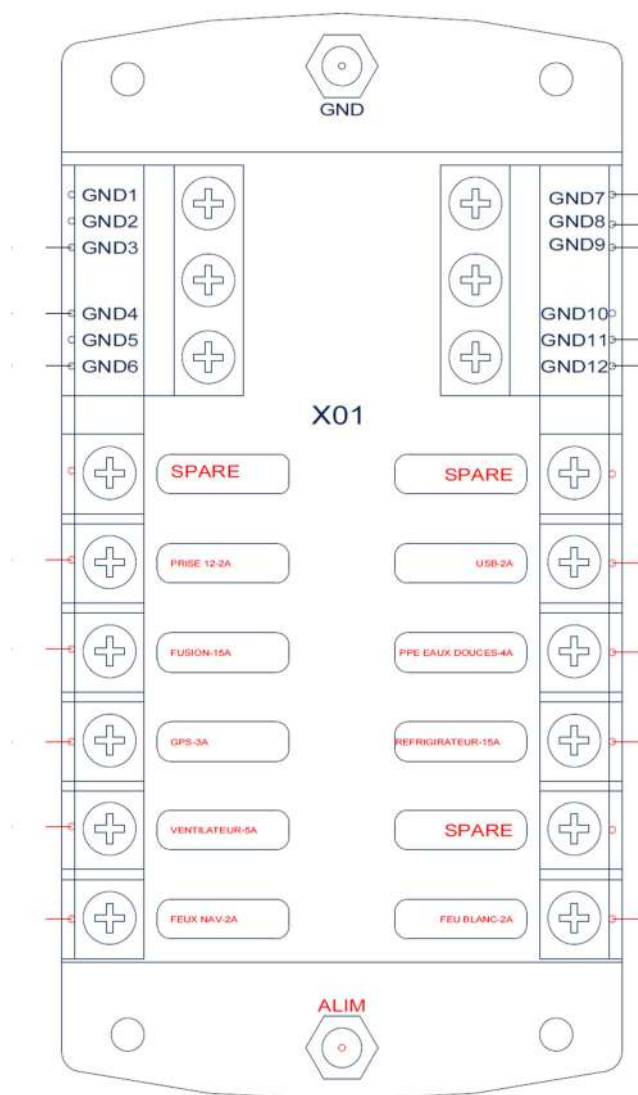 GND
GND1
GND7
GND2
GND8
GND3
GND9
GND4
GND10
GND5
GND11
GND6
GND12
X01
SPARE
SPARE
PRISE 12-2A
USB-2A
FUSION-15A
PPE EAUX DOUCES-4A
GPS-3A
REFRIGIRATEUR-15A
VENTILATEUR-5A
SPARE
FEUX NAV-2A
FEU BLANC-2A
ALIM